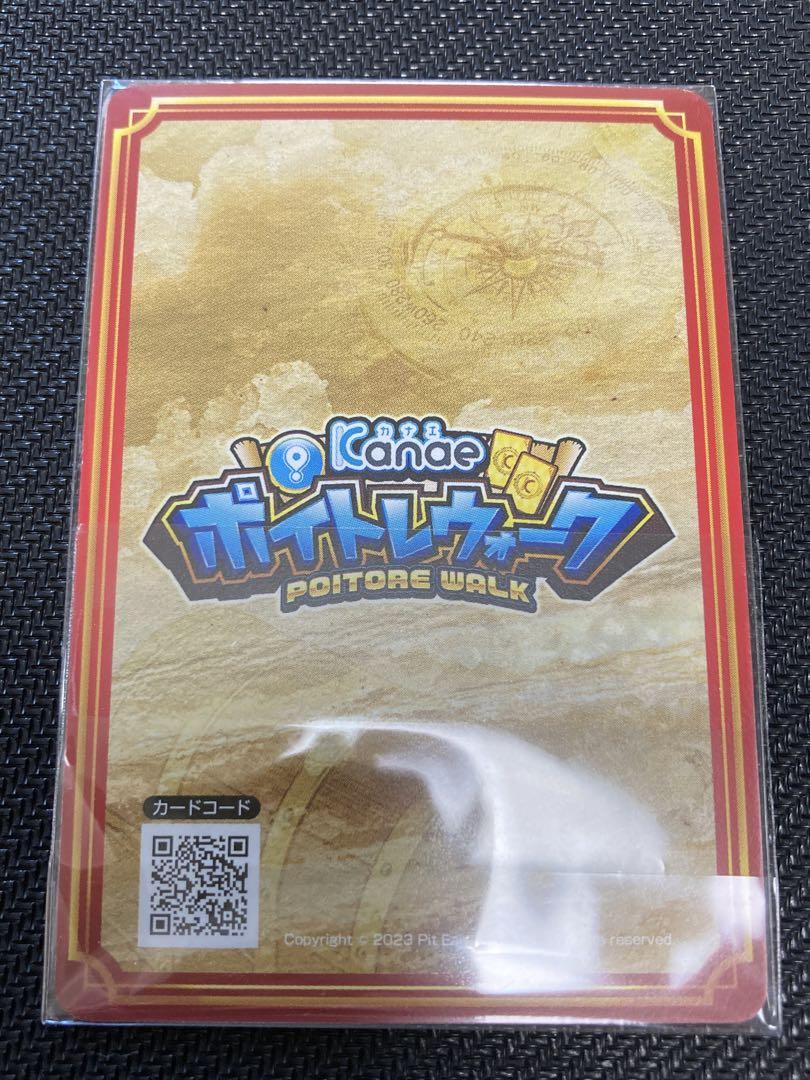 カナエ
Kanae
ポイトレウォーク
POITORE WALK
カードコード
Copyright © 2023 Pit reserved.